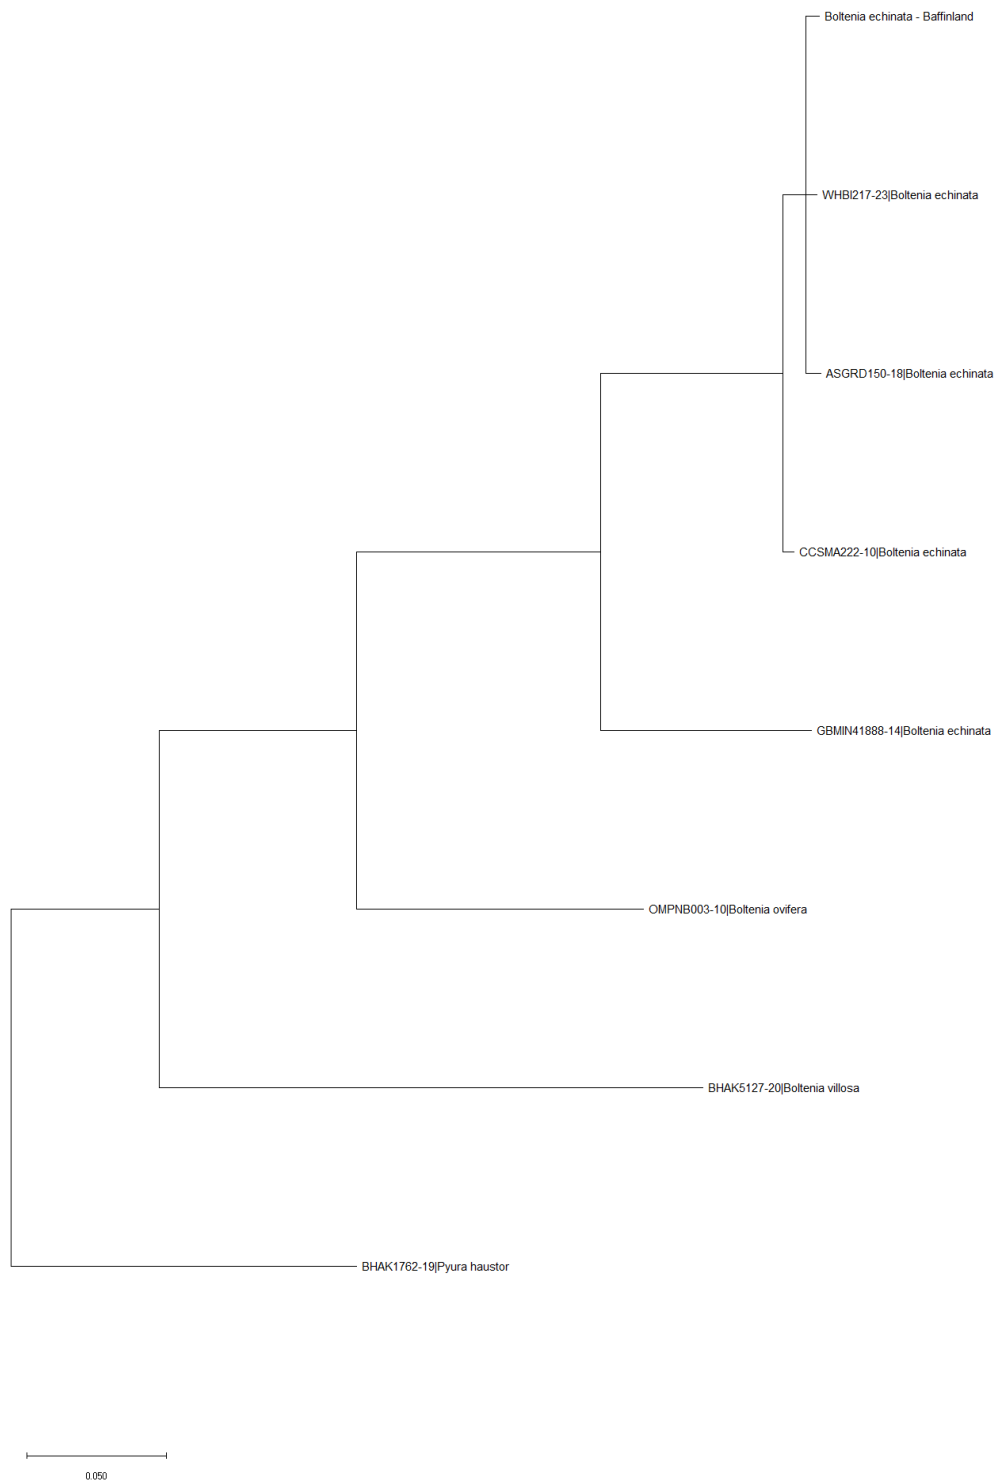 Boltenia echinata - Baffinland
WHBI217-23|Boltenia echinata
ASGRD150-18|Boltenia echinata
CCSMA222-10|Boltenia echinata
GBMIN41888-14|Boltenia echinata
OMPNB003-10|Boltenia ovifera
BHAK5127-20|Boltenia villosa
BHAK1762-19|Pyura haustor
0.050